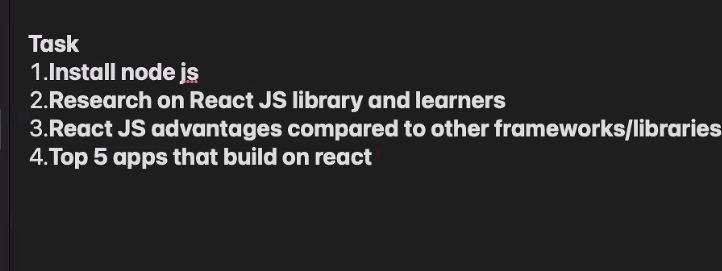 Task
1.Install node js
2.Research on React JS library and learners
3.React JS advantages compared to other frameworks/libraries
4.Top 5 apps that build on react